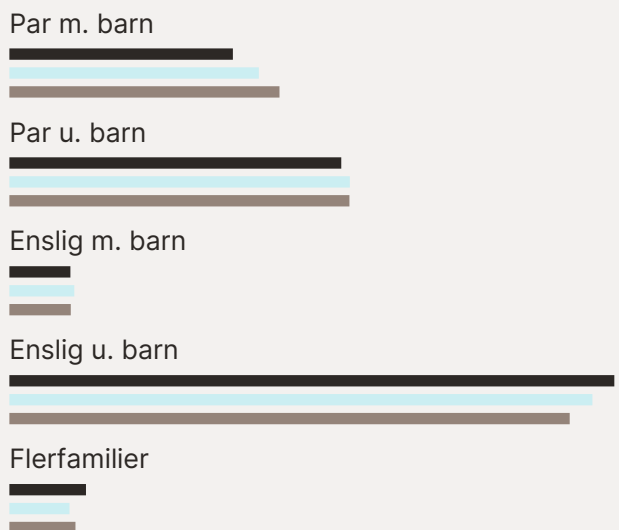 Par m. barn
Par u. barn
Enslig m. barn
Enslig u. barn
Flerfamilier